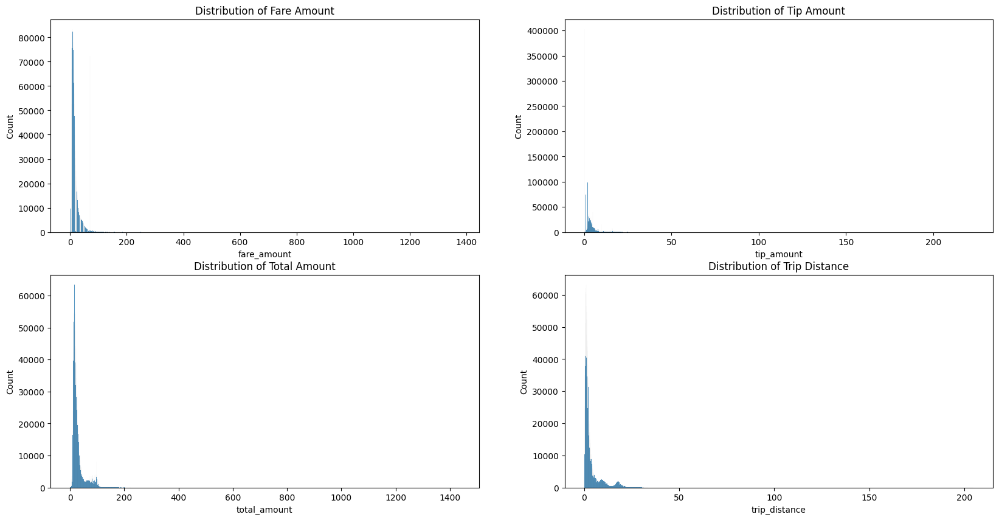 Distribution of Fare Amount
Count
80000
70000
60000
50000
40000
30000
20000
10000
0
0 200 400 600 800 1000 1200 1400
fare_amount
Distribution of Tip Amount
Count
400000
350000
300000
250000
200000
150000
100000
50000
0
0 50 100 150 200
tip_amount
Distribution of Total Amount
Count
60000
50000
40000
30000
20000
10000
0
0 200 400 600 800 1000 1200 1400
total_amount
Distribution of Trip Distance
Count
60000
50000
40000
30000
20000
10000
0
0 50 100 150 200
trip_distance